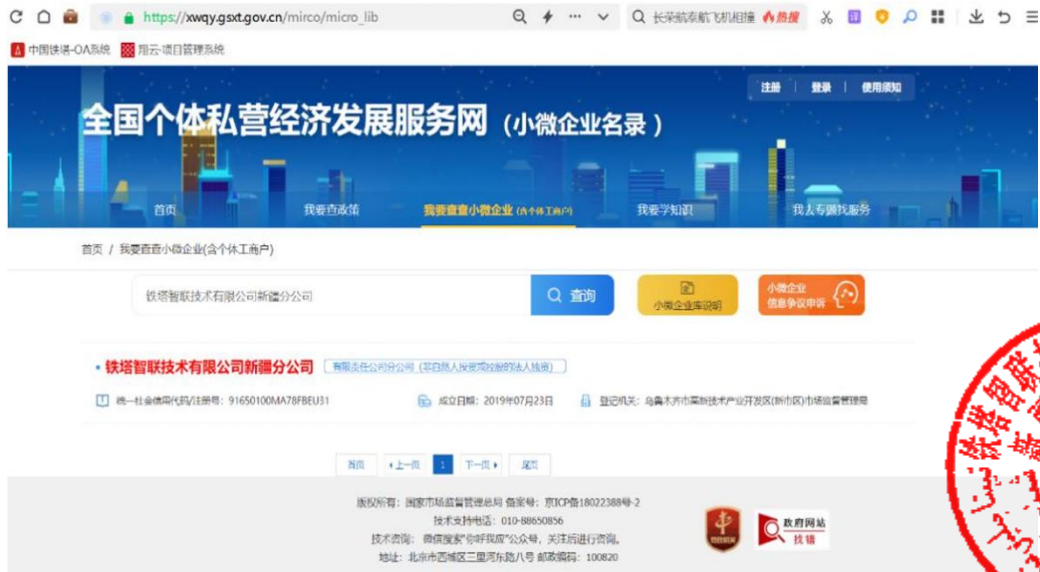 https://xwqy.gsxt.gov.cn/mirco/micro_lib
长荣航泰航飞机相撞 热搜
中国铁塔-OA系统 翔云-项目管理系统
注册 登录 使用须知
全国个体私营经济发展服务网 (小微企业名录)
首页 我要查政策 我要查查小微企业 (含个体工商户) 我要学知识 我去专题找服务
首页 / 我要查查小微企业(含个体工商户)
铁塔智联技术有限公司新疆分公司 查询 小微企业库说明 小微企业
信息争议申诉
铁塔智联技术有限公司新疆分公司 有限责任公司分公司(非自然人投资或控股的法人独资)
统一社会信用代码/注册号: 91650100MA78FBEU31 成立日期: 2019年07月23日 登记机关: 乌鲁木齐市高新技术产业开发区(新市区)市场监督管理局
首页 上一页 1 下一页 尾页
版权所有: 国家市场监督管理总局 备案号: 京ICP备18022388号-2
技术支持电话: 010-88650856
技术咨询: 微信搜索"你呼我应"公众号, 关注后进行咨询。
地址: 北京市西城区三里河东路八号 邮政编码: 100820
政府网站
找错
铁塔智联